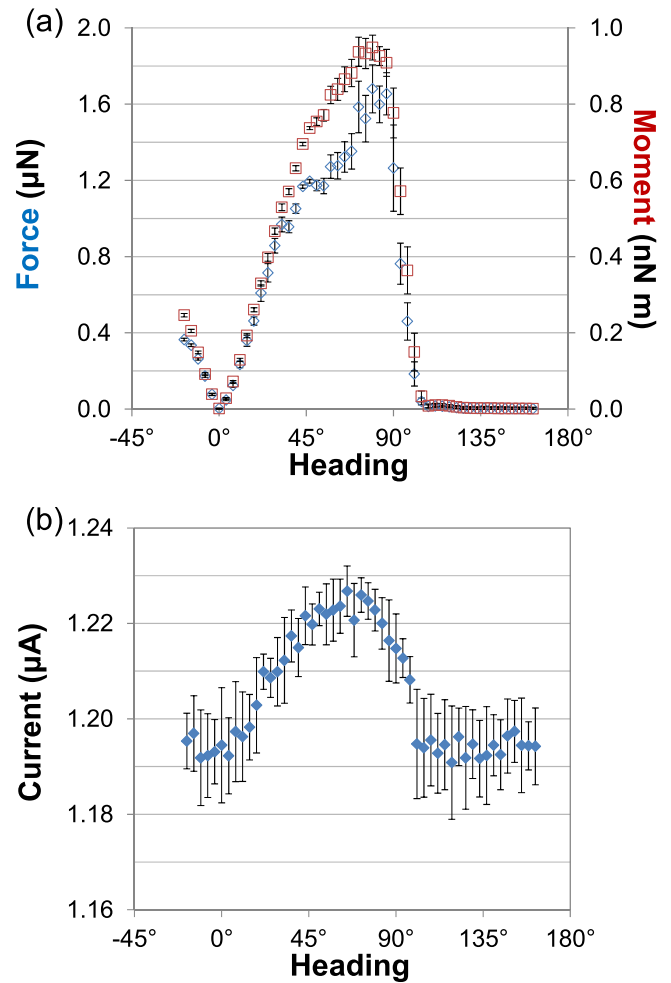 (a)
2.0
1.6
1.2
0.8
0.4
0.0
Force (µN)
1.0
0.8
0.6
0.4
0.2
0.0
Moment (nN m)
-45° 0° 45° 90° 135° 180°
Heading
(b)
1.24
1.22
1.20
1.18
1.16
Current (µA)
-45° 0° 45° 90° 135° 180°
Heading